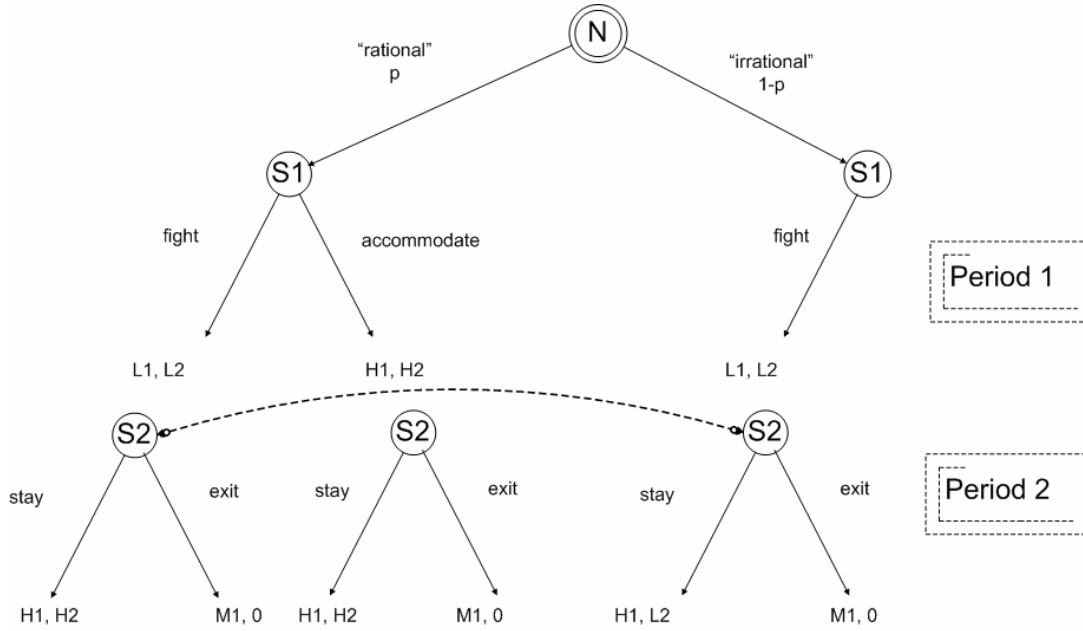 N
“rational”
p
“irrational”
1-p
S1
S1
fight
accommodate
fight
Period 1
L1, L2
H1, H2
L1, L2
S2
S2
S2
stay
exit
stay
exit
stay
exit
Period 2
H1, H2
M1, 0
H1, H2
M1, 0
H1, L2
M1, 0